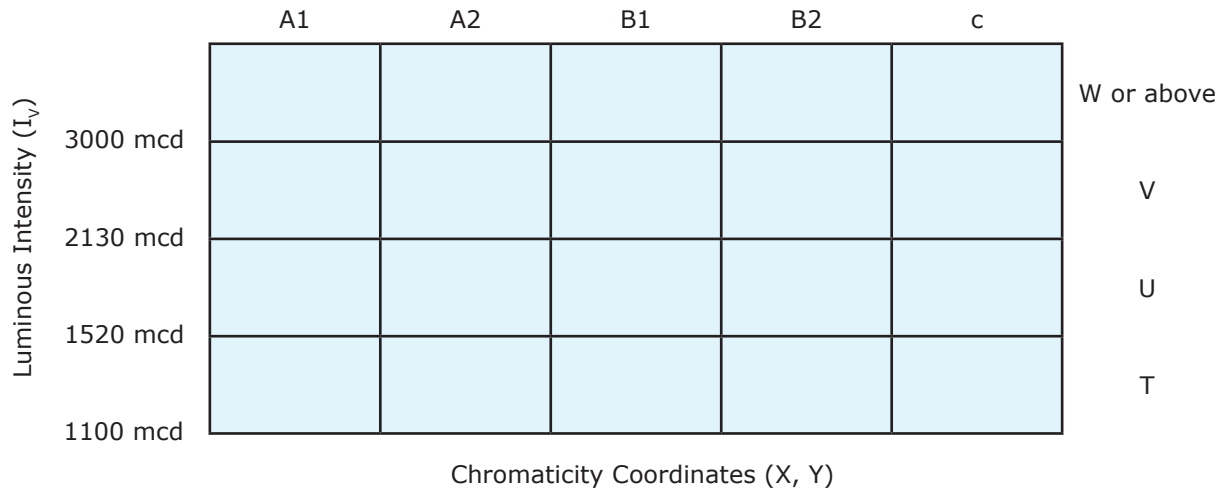 A1 A2 B1 B2 c
W or above
3000 mcd
V
2130 mcd
U
1520 mcd
T
1100 mcd
Luminous Intensity (Iᵥ)
Chromaticity Coordinates (X, Y)